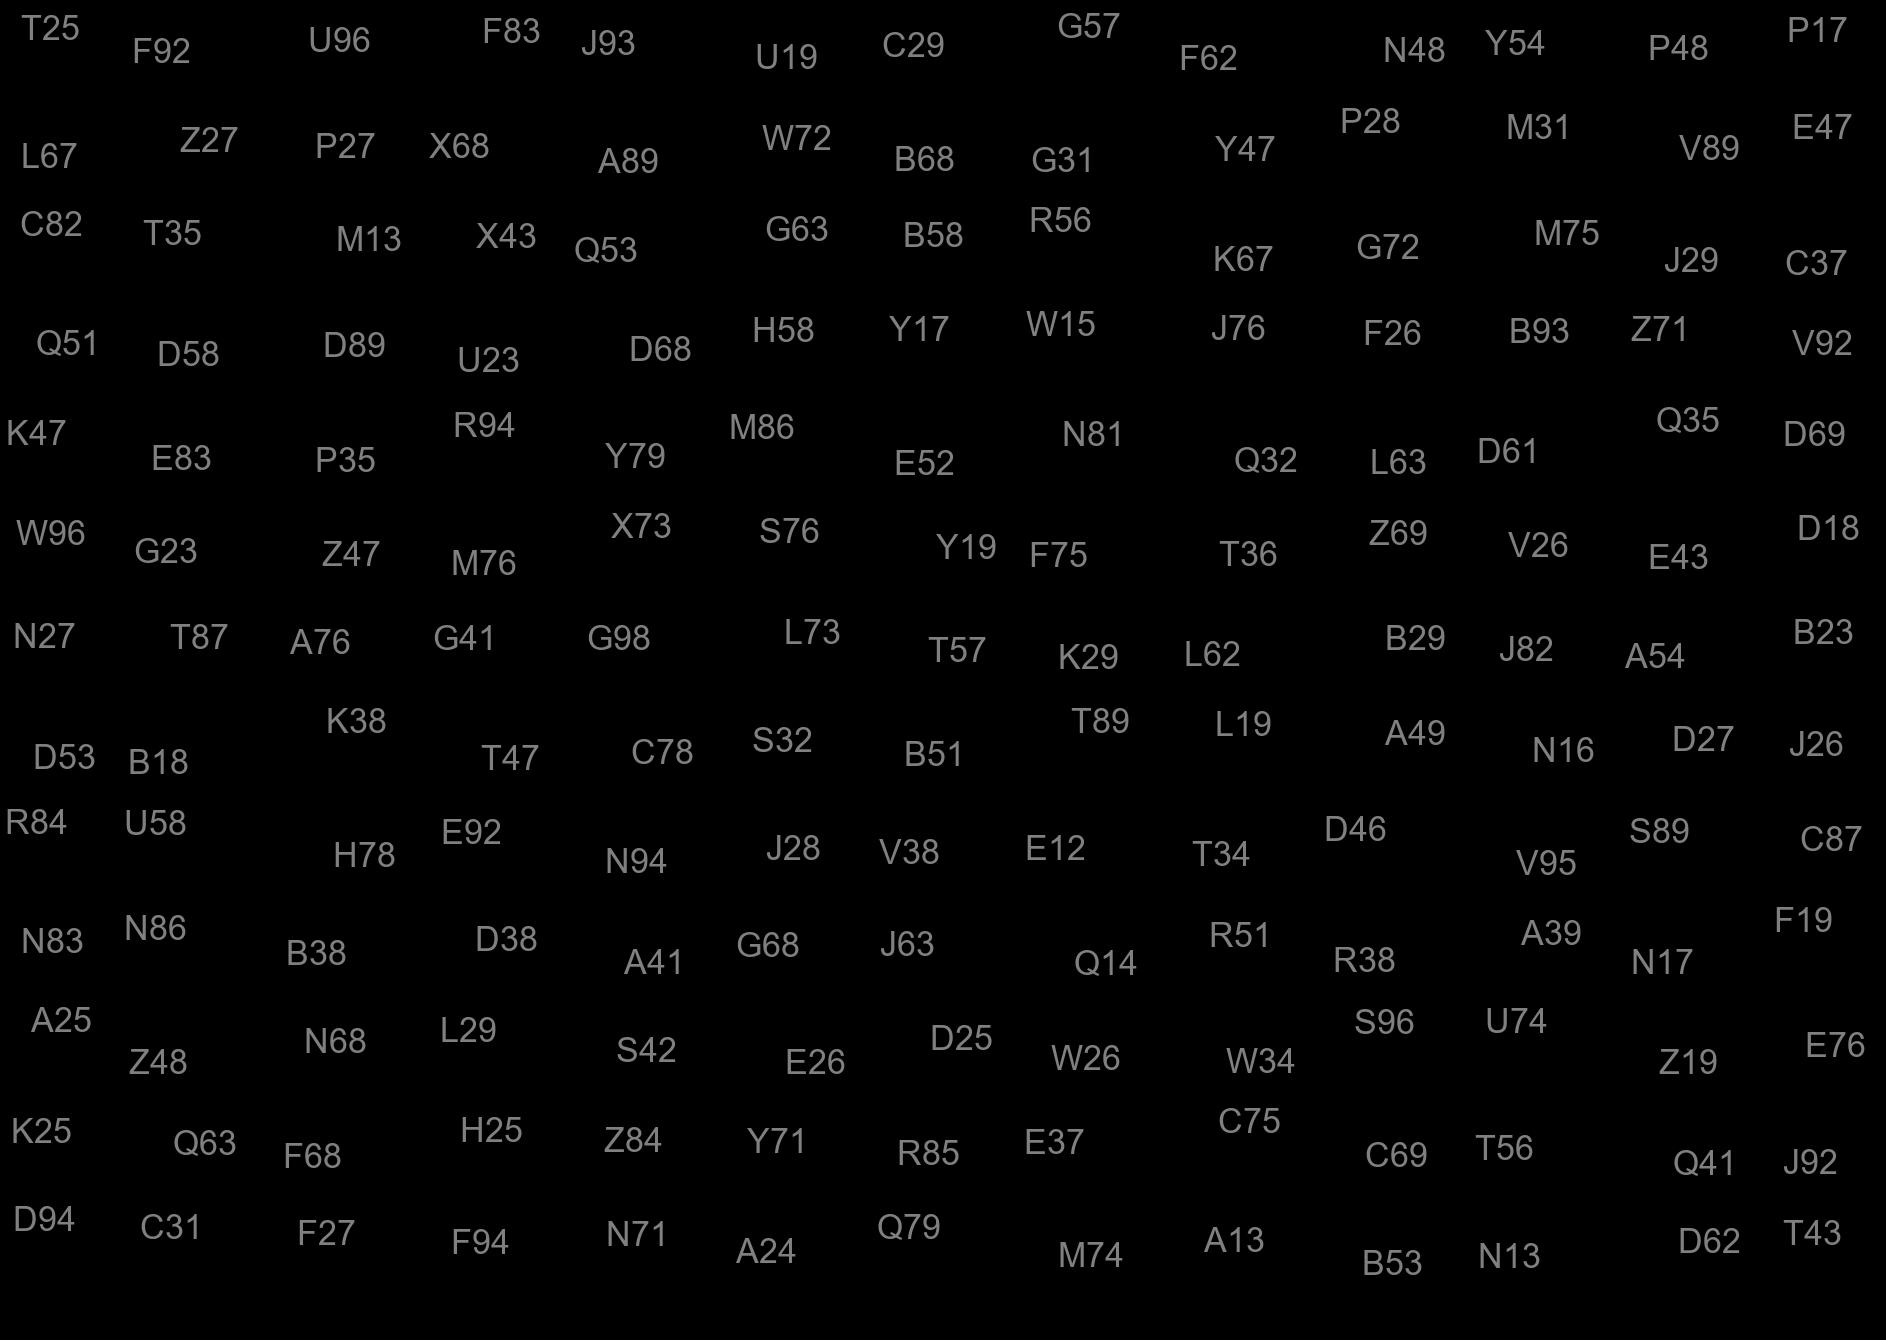 T25 F92 U96 F83 J93 U19 C29 G57 F62 N48 Y54 P48 P17
L67 Z27 P27 X68 A89 W72 B68 G31 Y47 P28 M31 V89 E47
C82 T35 M13 X43 Q53 G63 B58 R56 K67 G72 M75 J29 C37
Q51 D58 D89 U23 D68 H58 Y17 W15 J76 F26 B93 Z71 V92
K47 E83 P35 R94 Y79 M86 E52 N81 Q32 L63 D61 Q35 D69
W96 G23 Z47 M76 X73 S76 Y19 F75 T36 Z69 V26 E43 D18
N27 T87 A76 G41 G98 L73 T57 K29 L62 B29 J82 A54 B23
D53 B18 K38 T47 C78 S32 B51 T89 L19 A49 N16 D27 J26
R84 U58 H78 E92 N94 J28 V38 E12 T34 D46 V95 S89 C87
N83 N86 B38 D38 A41 G68 J63 Q14 R51 R38 A39 N17 F19
A25 Z48 N68 L29 S42 E26 D25 W26 W34 S96 U74 Z19 E76
K25 Q63 F68 H25 Z84 Y71 R85 E37 C75 C69 T56 Q41 J92
D94 C31 F27 F94 N71 A24 Q79 M74 A13 B53 N13 D62 T43